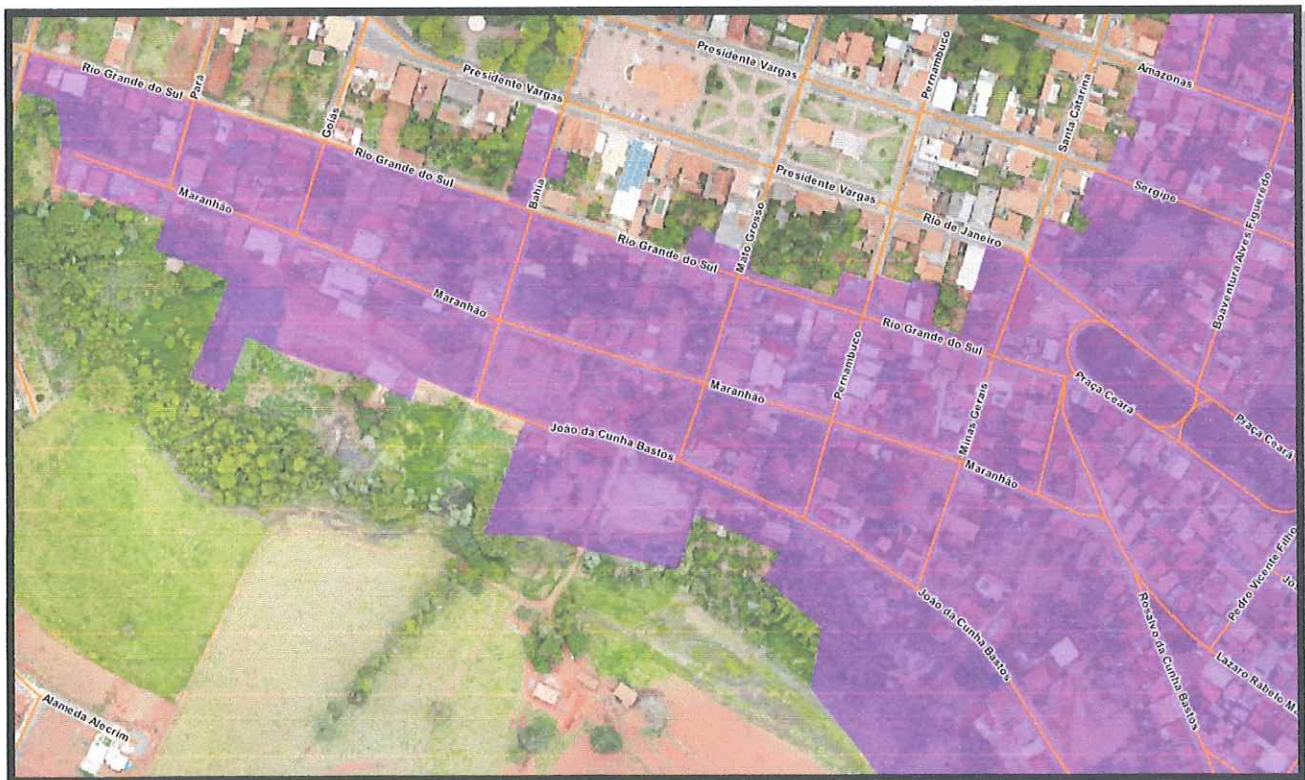 Presidente Vargas
Pernambuco
Santa Catarina
Amazonas
Rio Grande do Sul
Pará
Presidente Vargas
Goiás
Rio Grande do Sul
Bahia
Presidente Vargas
Sergipe
Maranhão
Rio Grande do Sul
Mato Grosso
Rio de Janeiro
Boaventura Alves Figueredo
Maranhão
Rio Grande do Sul
Pernambuco
Maranhão
Minas Gerais
Praça Ceará
Praça Ceará
João da Cunha Bastos
Maranhão
Pedro Vicente Filho
Jo
João da Cunha Bastos
Rosalvo da Cunha Bastos
Lazaro Rabelo M
Alameda Alecrim